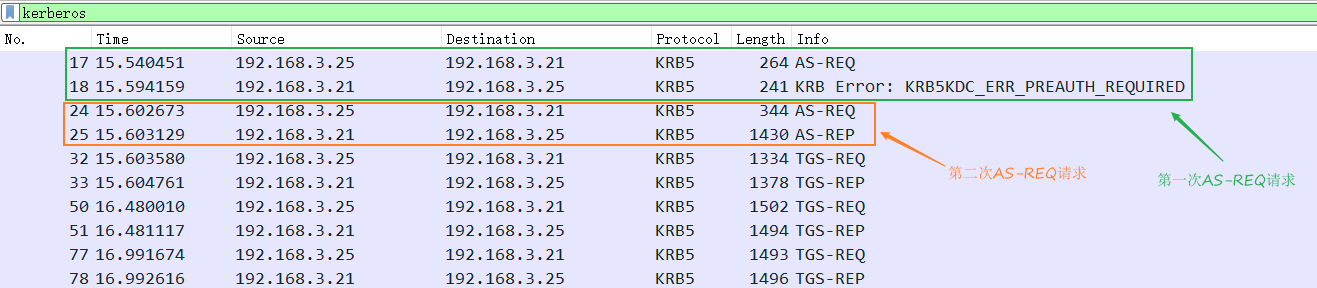 kerberos
No. Time Source Destination Protocol Length Info
17 15.540451 192.168.3.25 192.168.3.21 KRB5 264 AS-REQ
18 15.594159 192.168.3.21 192.168.3.25 KRB5 241 KRB Error: KRB5KDC_ERR_PREAUTH_REQUIRED
24 15.602673 192.168.3.25 192.168.3.21 KRB5 344 AS-REQ
25 15.603129 192.168.3.21 192.168.3.25 KRB5 1430 AS-REP
32 15.603580 192.168.3.25 192.168.3.21 KRB5 1334 TGS-REQ
33 15.604761 192.168.3.21 192.168.3.25 KRB5 1378 TGS-REP
50 16.480010 192.168.3.25 192.168.3.21 KRB5 1502 TGS-REQ
51 16.481117 192.168.3.21 192.168.3.25 KRB5 1494 TGS-REP
77 16.991674 192.168.3.25 192.168.3.21 KRB5 1493 TGS-REQ
78 16.992616 192.168.3.21 192.168.3.25 KRB5 1496 TGS-REP
第二次AS-REQ请求
第一次AS-REQ请求